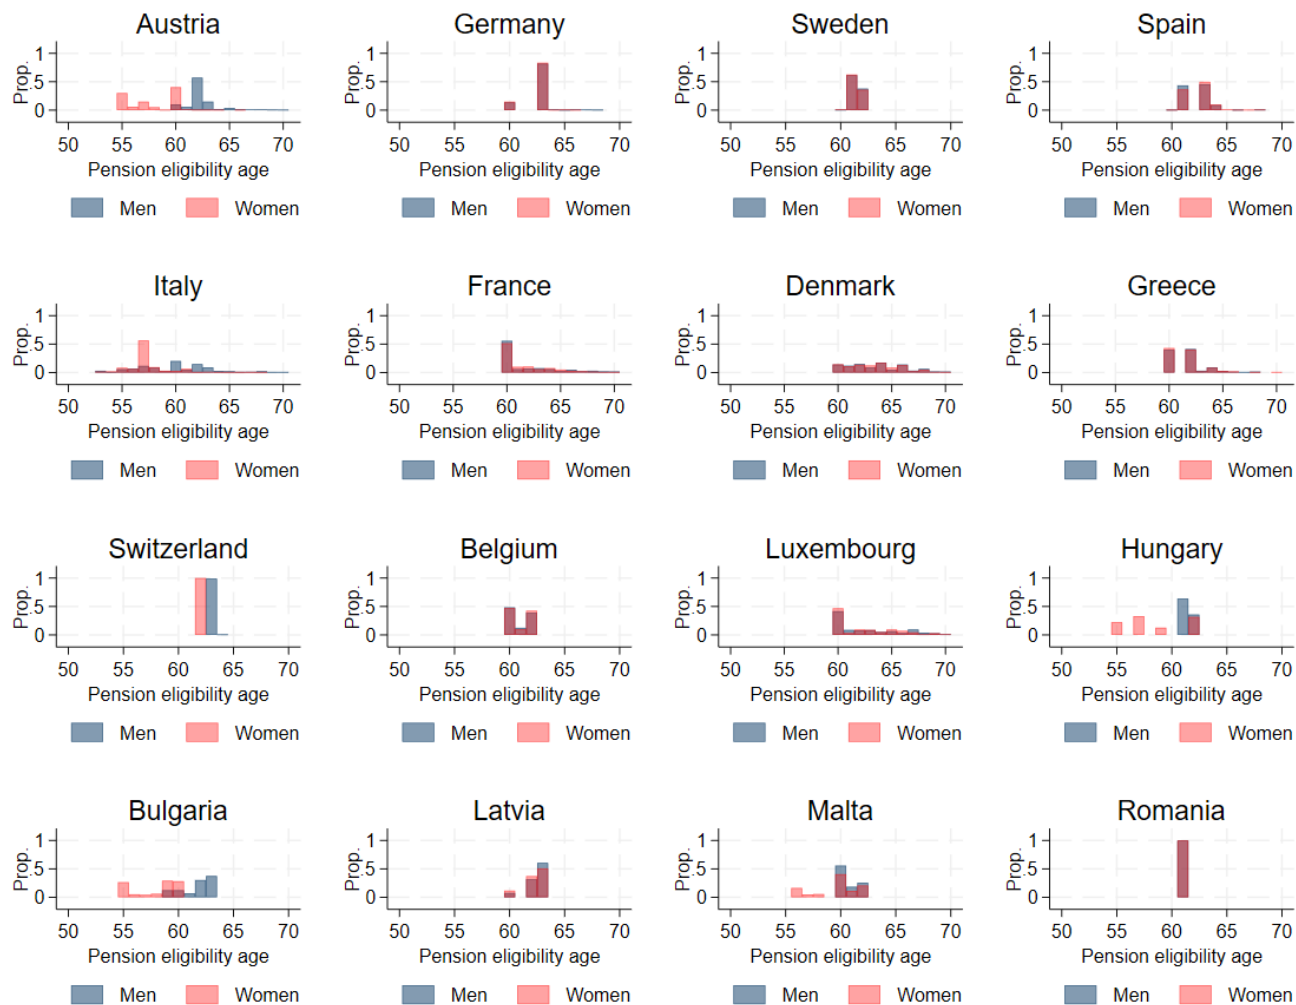 Austria Germany Sweden Spain
Prop. 1 .5 0 Prop. 1 .5 0 Prop. 1 .5 0 Prop. 1 .5 0
50 55 60 65 70 50 55 60 65 70 50 55 60 65 70 50 55 60 65 70
Pension eligibility age Pension eligibility age Pension eligibility age Pension eligibility age
Men Women Men Women Men Women Men Women
Italy France Denmark Greece
Prop. 1 .5 0 Prop. 1 .5 0 Prop. 1 .5 0 Prop. 1 .5 0
50 55 60 65 70 50 55 60 65 70 50 55 60 65 70 50 55 60 65 70
Pension eligibility age Pension eligibility age Pension eligibility age Pension eligibility age
Men Women Men Women Men Women Men Women
Switzerland Belgium Luxembourg Hungary
Prop. 1 .5 0 Prop. 1 .5 0 Prop. 1 .5 0 Prop. 1 .5 0
50 55 60 65 70 50 55 60 65 70 50 55 60 65 70 50 55 60 65 70
Pension eligibility age Pension eligibility age Pension eligibility age Pension eligibility age
Men Women Men Women Men Women Men Women
Bulgaria Latvia Malta Romania
Prop. 1 .5 0 Prop. 1 .5 0 Prop. 1 .5 0 Prop. 1 .5 0
50 55 60 65 70 50 55 60 65 70 50 55 60 65 70 50 55 60 65 70
Pension eligibility age Pension eligibility age Pension eligibility age Pension eligibility age
Men Women Men Women Men Women Men Women